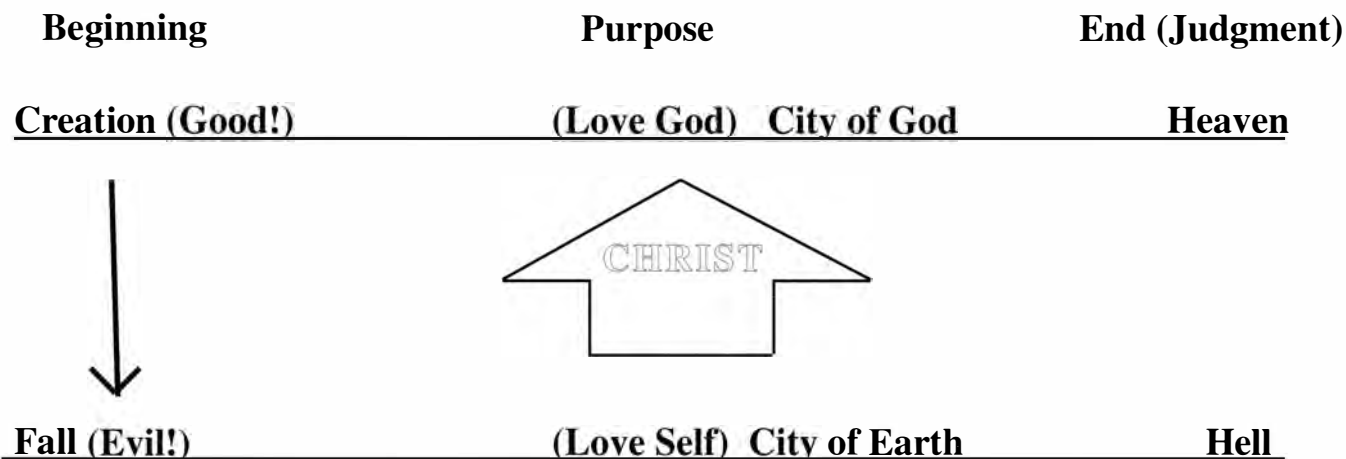 Beginning Purpose End (Judgment)
Creation (Good!) (Love God) City of God Heaven
CHRIST
Fall (Evil!) (Love Self) City of Earth Hell